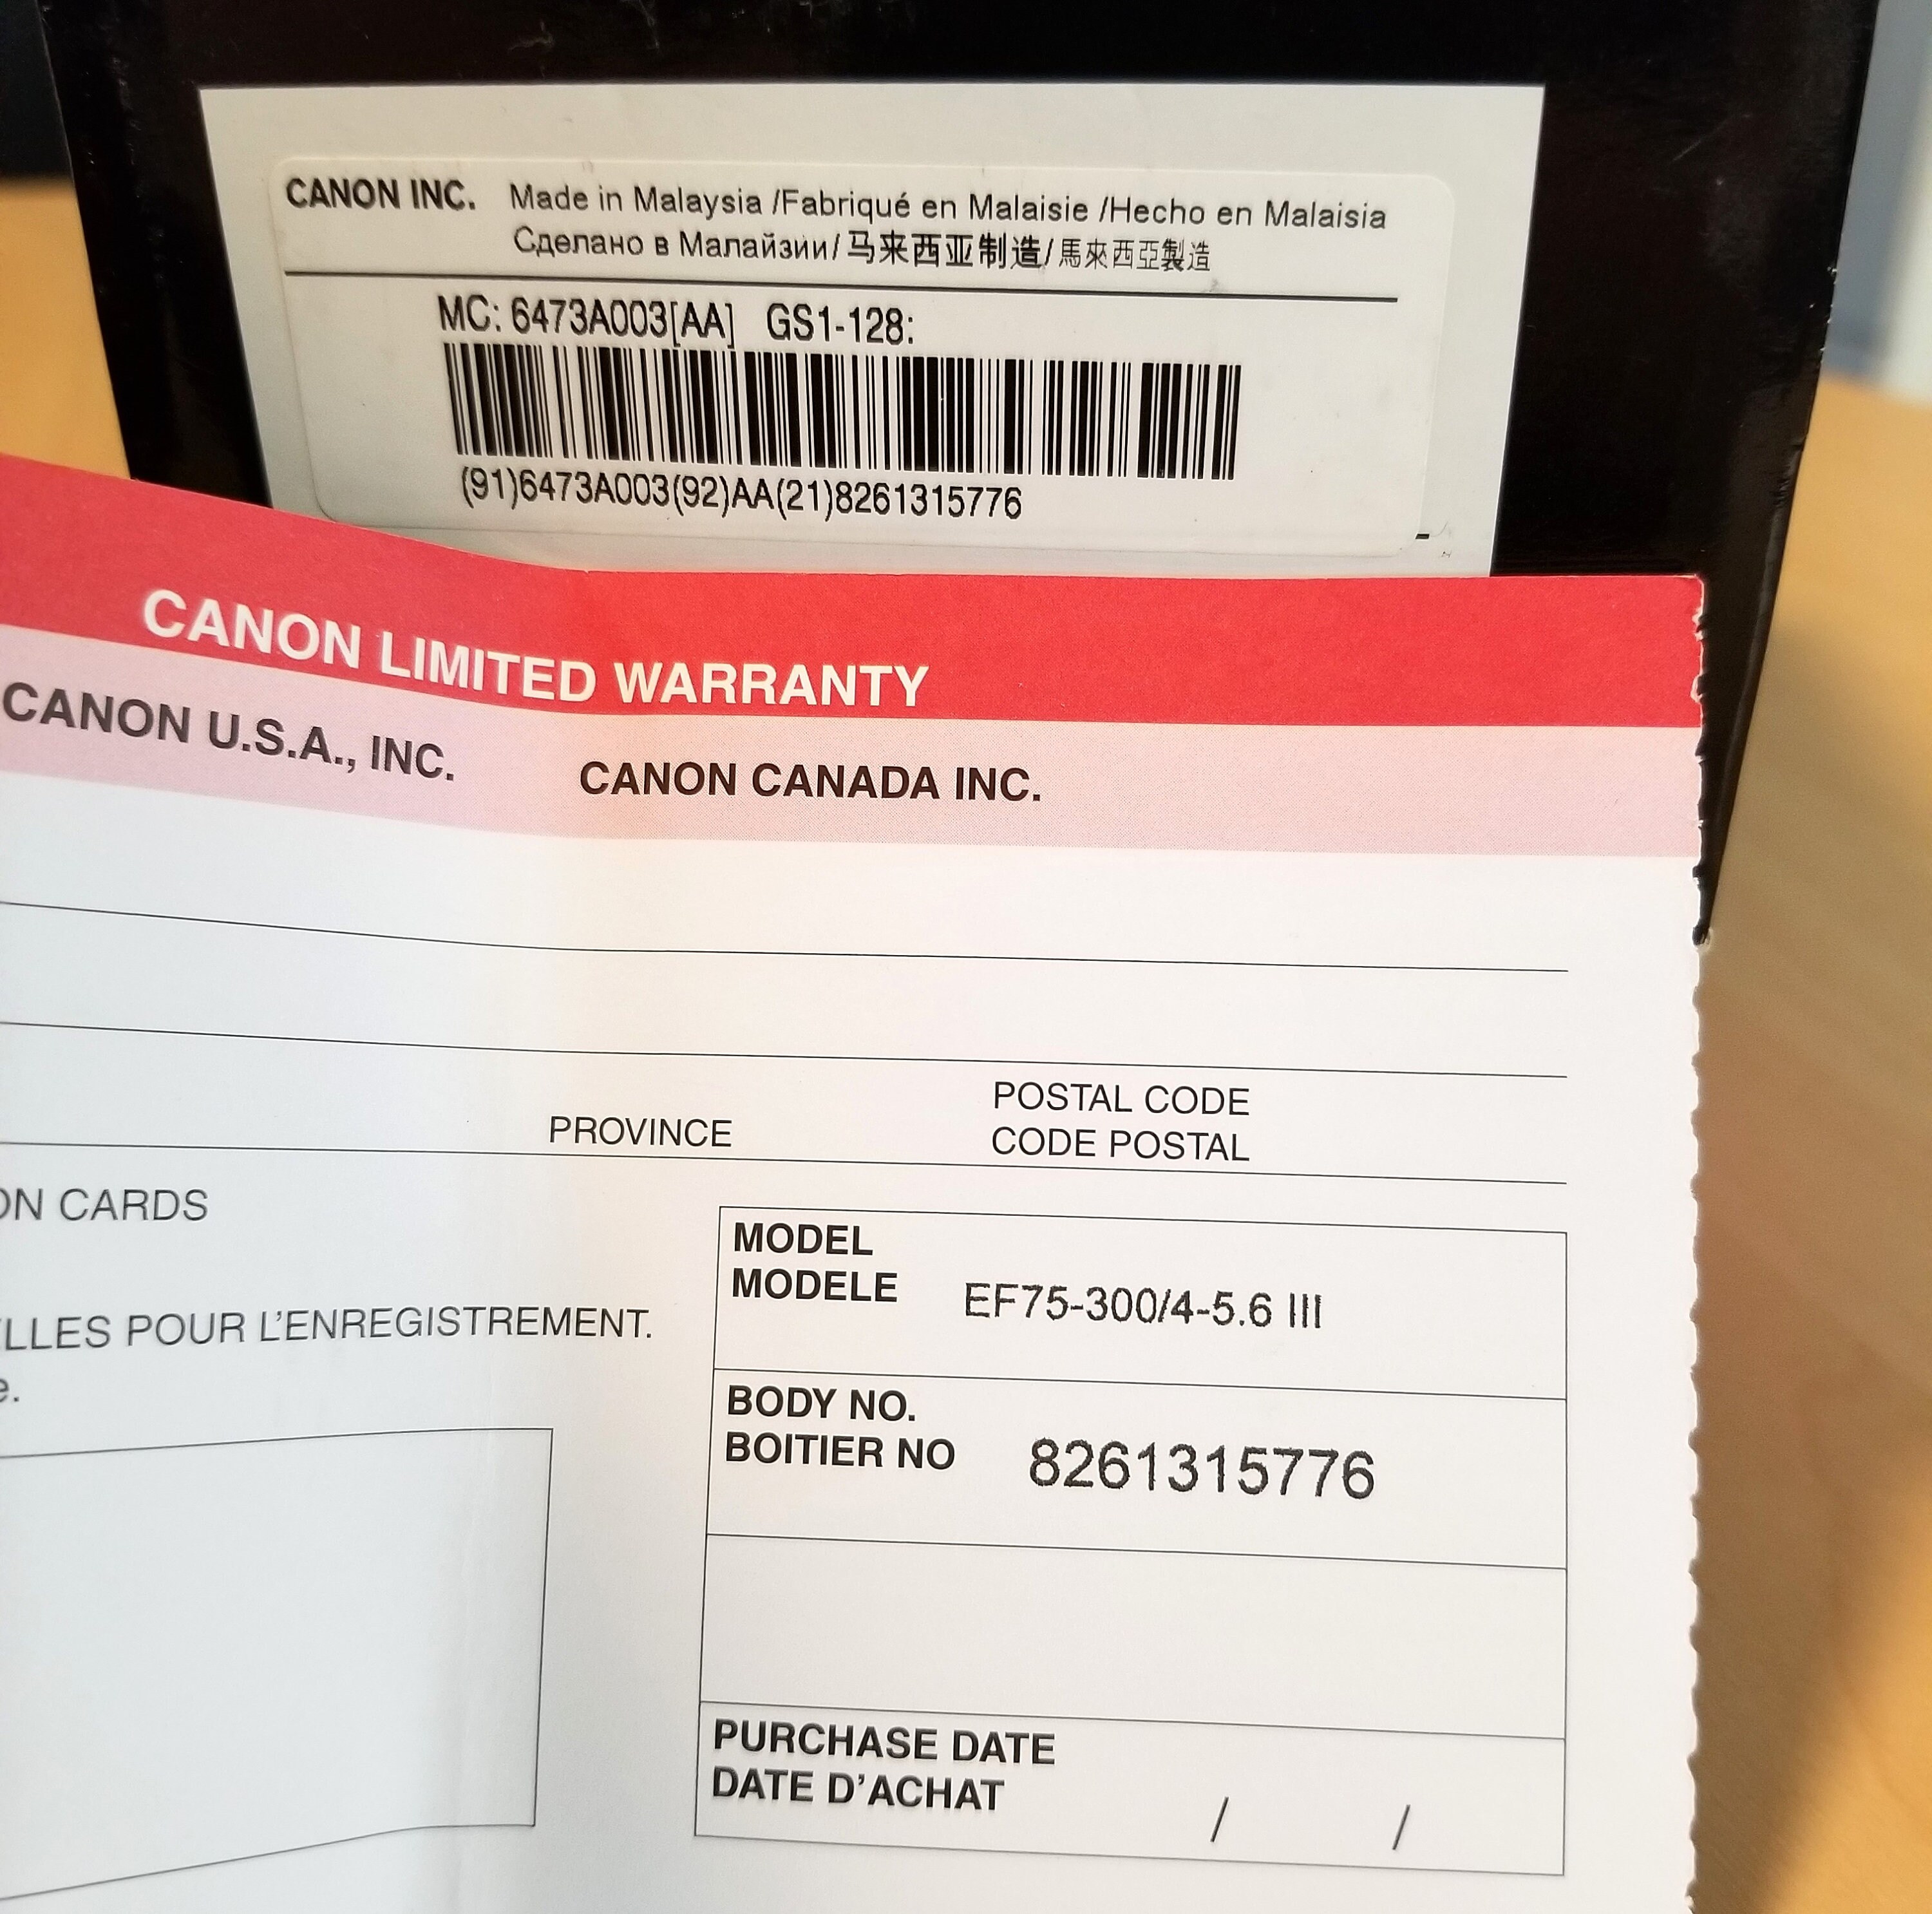 CANON INC. Made in Malaysia /Fabriqué en Malaisie /Hecho en Malaisia
Сделано в Малайзии/ 马来西亚制造/ 馬來西亞製造
MC: 6473A003[AA] GS1-128:
(91)6473A003(92)AA(21)8261315776
CANON LIMITED WARRANTY
CANON U.S.A., INC. CANON CANADA INC.
PROVINCE
POSTAL CODE
CODE POSTAL
CARDS
POUR L'ENREGISTREMENT.
MODEL
MODELE EF75-300/4-5.6 III
BODY NO.
BOITIER NO 8261315776
PURCHASE DATE
DATE D'ACHAT / /